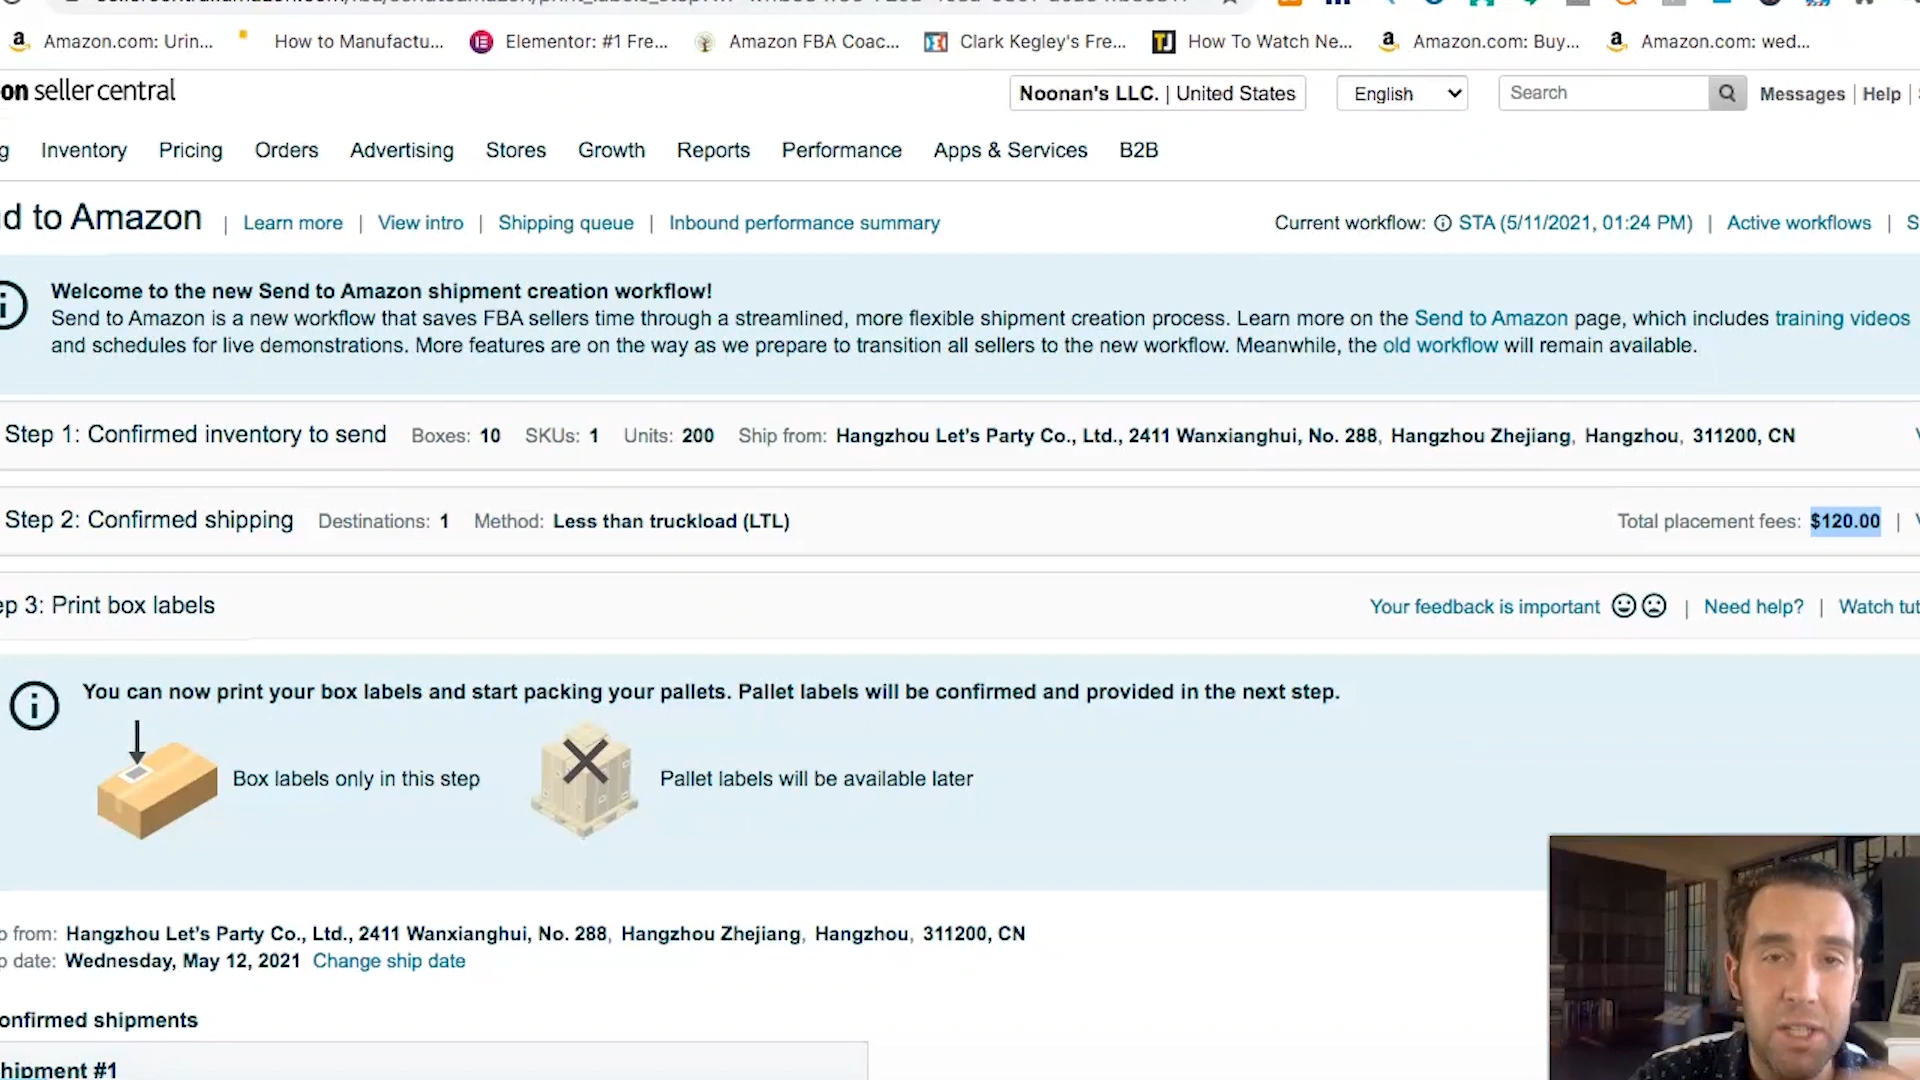 Amazon.com: Urin...
How to Manufactu...
Elementor: #1 Fre...
Amazon FBA Coac...
Clark Kegley's Fre...
How To Watch Ne...
Amazon.com: Buy...
Amazon.com: wed...
on seller central
Noonan's LLC. | United States
English
Search
Messages | Help |
g Inventory Pricing Orders Advertising Stores Growth Reports Performance Apps & Services B2B
d to Amazon | Learn more | View intro | Shipping queue | Inbound performance summary
Current workflow: STA (5/11/2021, 01:24 PM) | Active workflows | S
Welcome to the new Send to Amazon shipment creation workflow!
Send to Amazon is a new workflow that saves FBA sellers time through a streamlined, more flexible shipment creation process. Learn more on the Send to Amazon page, which includes training videos
and schedules for live demonstrations. More features are on the way as we prepare to transition all sellers to the new workflow. Meanwhile, the old workflow will remain available.
Step 1: Confirmed inventory to send Boxes: 10 SKUs: 1 Units: 200 Ship from: Hangzhou Let's Party Co., Ltd., 2411 Wanxianghui, No. 288, Hangzhou Zhejiang, Hangzhou, 311200, CN
Step 2: Confirmed shipping Destinations: 1 Method: Less than truckload (LTL) Total placement fees: $120.00 |
ep 3: Print box labels
Your feedback is important | Need help? | Watch tut
You can now print your box labels and start packing your pallets. Pallet labels will be confirmed and provided in the next step.
Box labels only in this step
Pallet labels will be available later
p from: Hangzhou Let's Party Co., Ltd., 2411 Wanxianghui, No. 288, Hangzhou Zhejiang, Hangzhou, 311200, CN
p date: Wednesday, May 12, 2021 Change ship date
onfirmed shipments
hipment #1